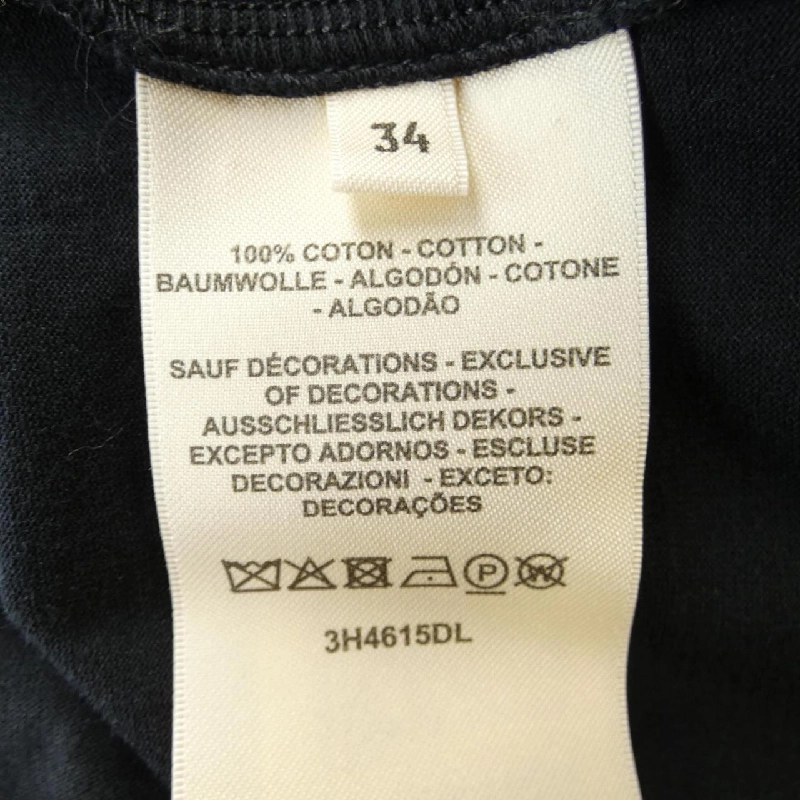 34
100% COTON - COTTON -
BAUMWOLLE - ALGODÓN - COTONE
- ALGODÃO
SAUF DÉCORATIONS - EXCLUSIVE
OF DECORATIONS -
AUSSCHLIESSLICH DEKORS -
EXCEPTO ADORNOS - ESCLUSE
DECORAZIONI - EXCETO:
DECORAÇÕES
P W
3H4615DL